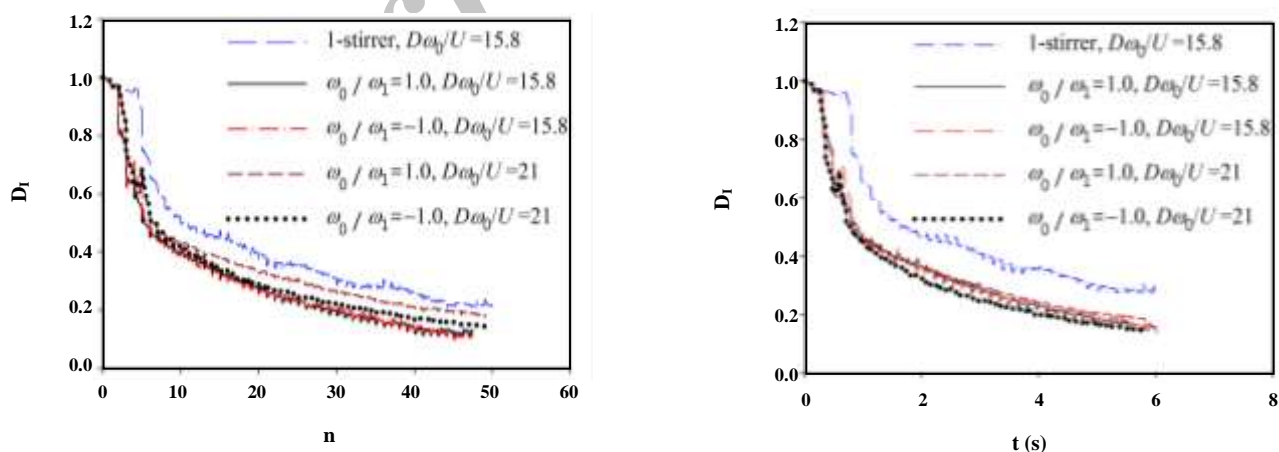 1.2
1.0
0.8
0.6
0.4
0.2
0.0
D_I
0 10 20 30 40 50 60
n
1-stirrer, Dω₀/U =15.8
ω₀ / ω₁=1.0, Dω₀/U =15.8
ω₀ / ω₁=−1.0, Dω₀/U =15.8
ω₀ / ω₁=1.0, Dω₀/U =21
ω₀ / ω₁=−1.0, Dω₀/U =21
1.2
1.0
0.8
0.6
0.4
0.2
0.0
D_I
0 2 4 6 8
t (s)
1-stirrer, Dω₀/U =15.8
ω₀ / ω₁=1.0, Dω₀/U =15.8
ω₀ / ω₁=−1.0, Dω₀/U =15.8
ω₀ / ω₁=1.0, Dω₀/U =21
ω₀ / ω₁=−1.0, Dω₀/U =21